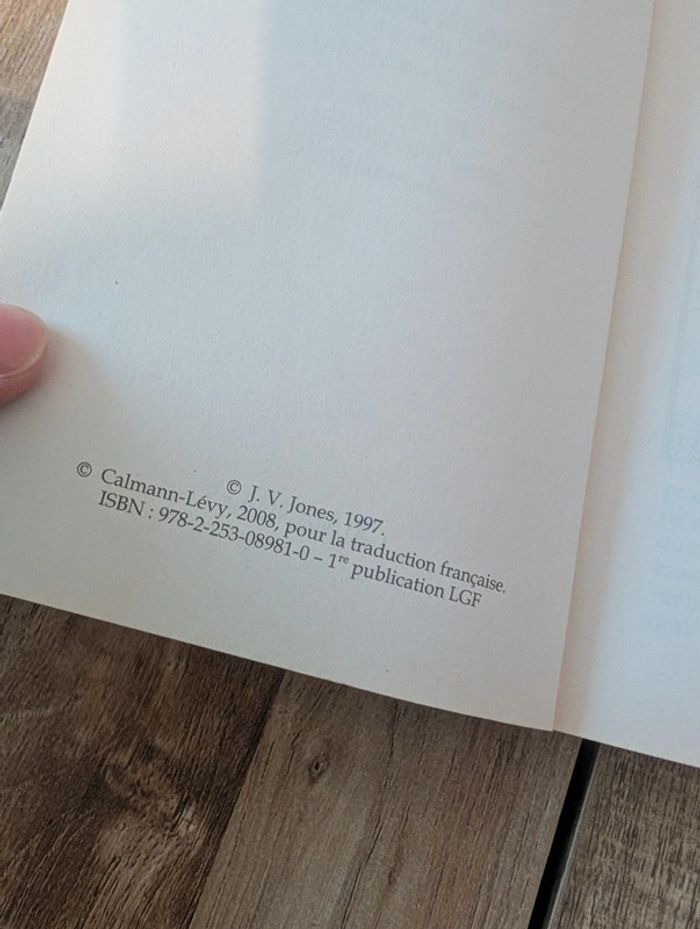 © J. V. Jones, 1997.
© Calmann-Lévy, 2008, pour la traduction française.
ISBN : 978-2-253-08981-0 – 1re publication LGF